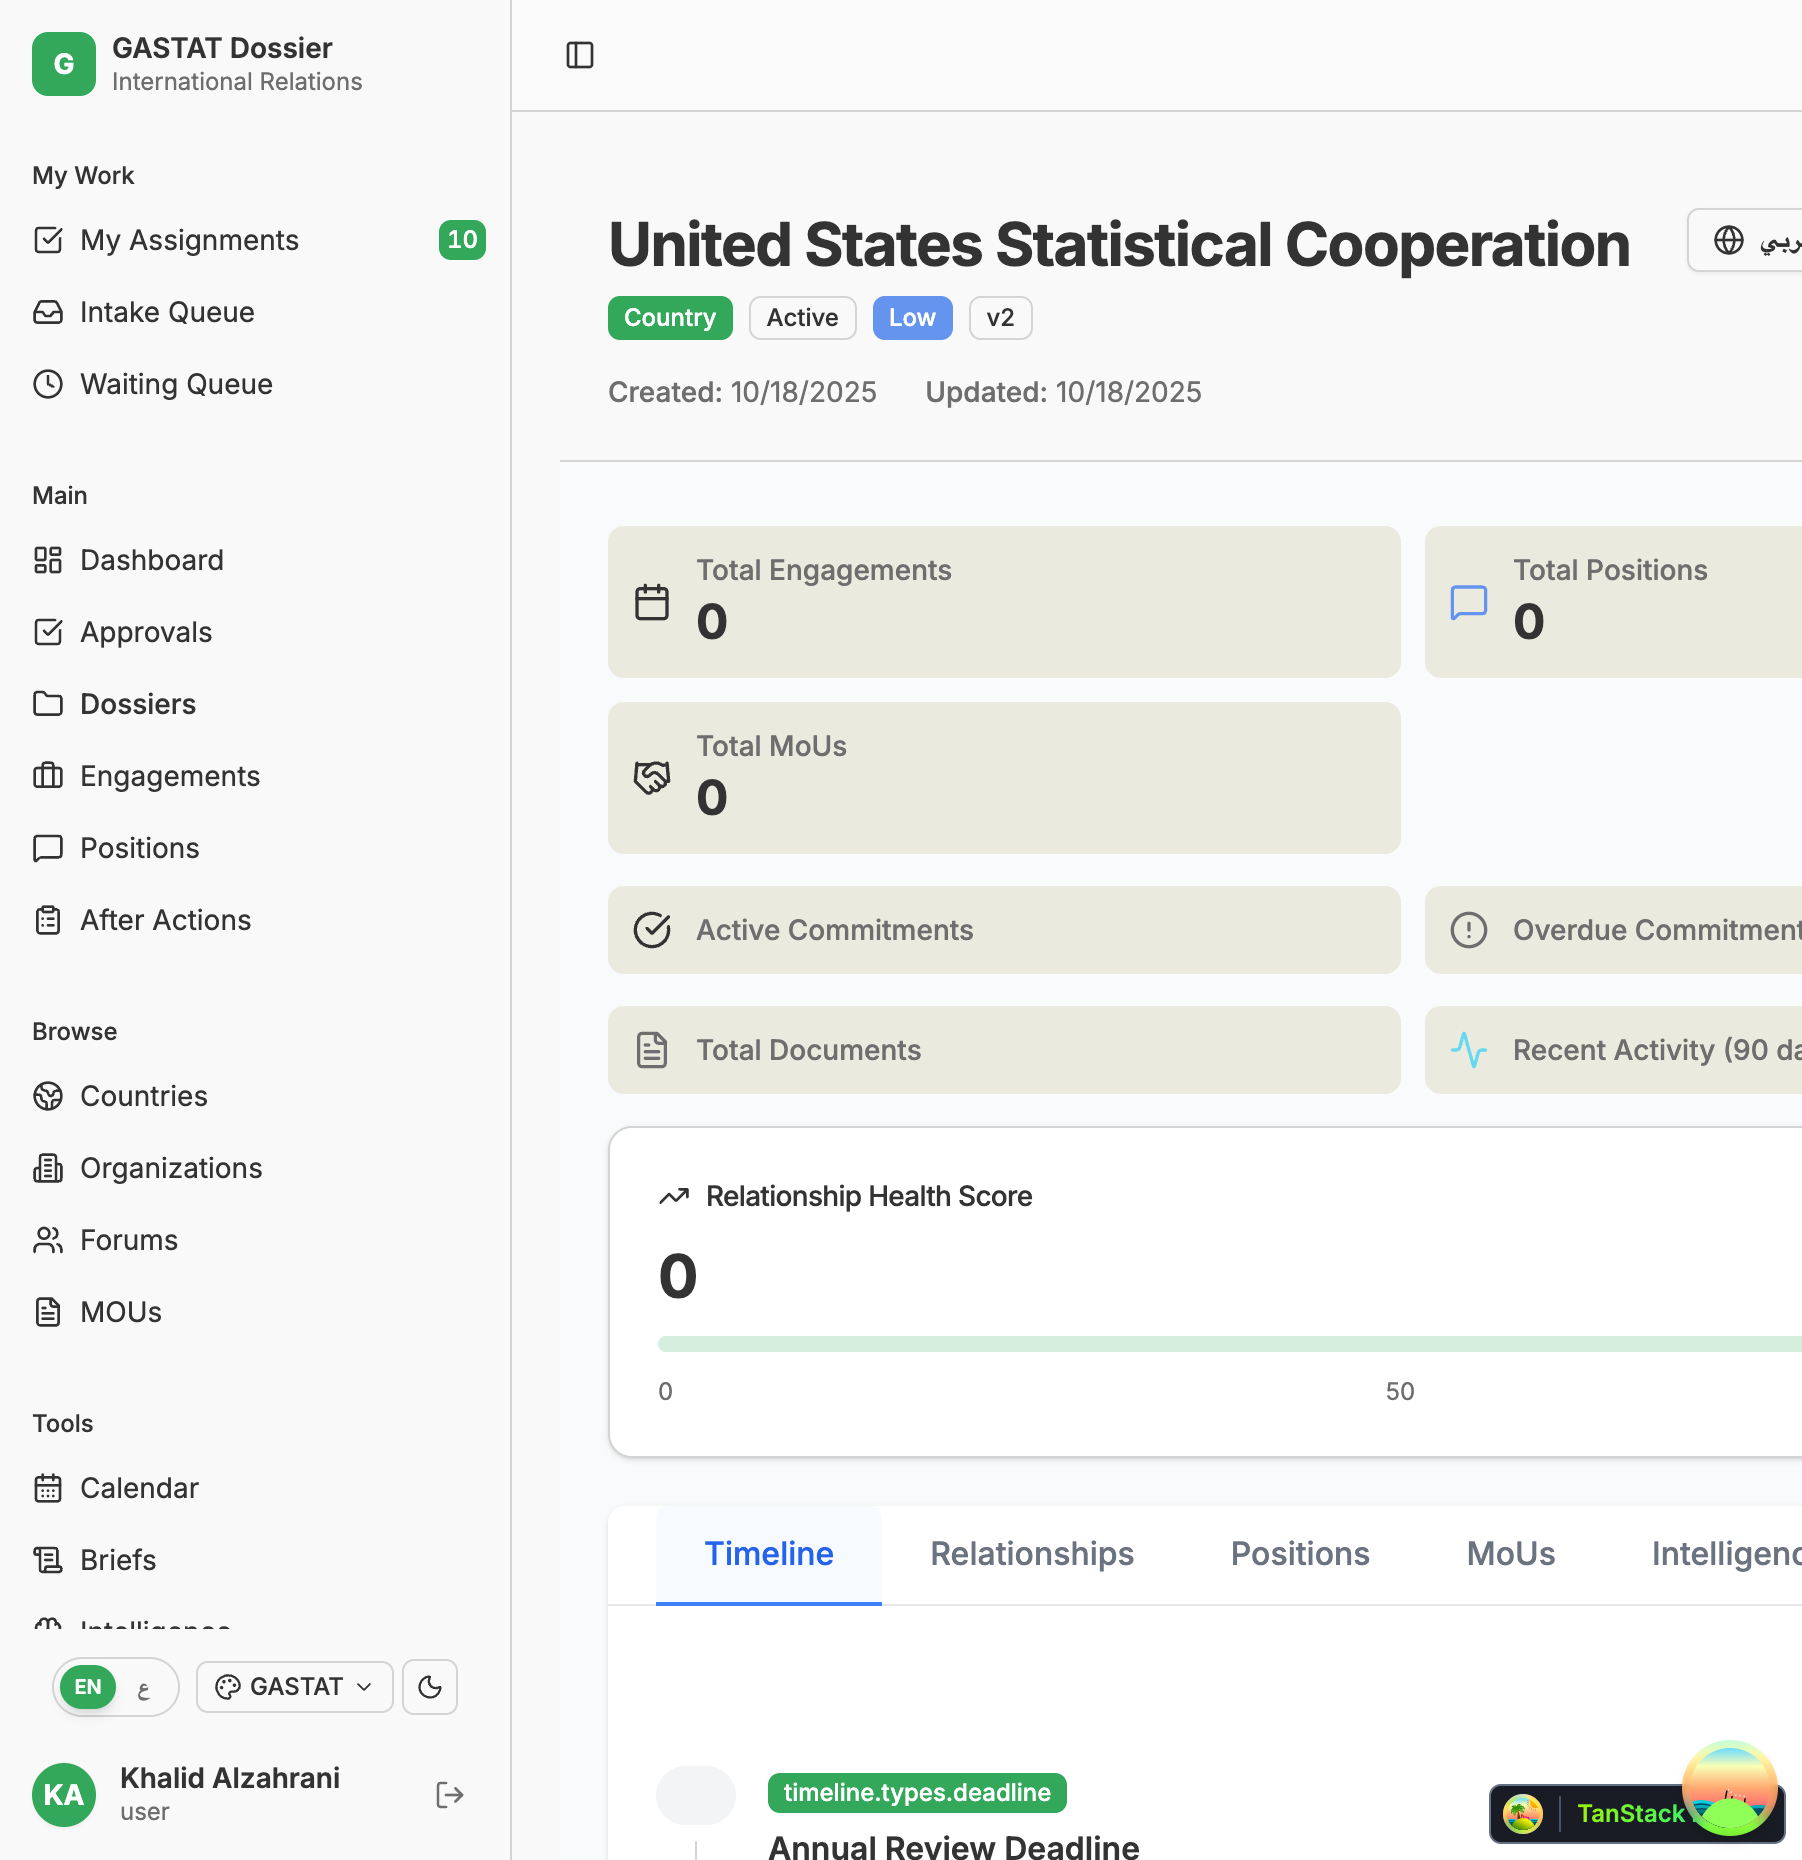 G
GASTAT Dossier
International Relations
My Work
My Assignments 10
Intake Queue
Waiting Queue
Main
Dashboard
Approvals
Dossiers
Engagements
Positions
After Actions
Browse
Countries
Organizations
Forums
MOUs
Tools
Calendar
Briefs
Intelligence
EN ع
GASTAT
KA
Khalid Alzahrani
user
United States Statistical Cooperation
Country Active Low v2
Created: 10/18/2025 Updated: 10/18/2025
Total Engagements
0
Total Positions
0
Total MoUs
0
Active Commitments
Overdue Commitment
Total Documents
Recent Activity (90 da
Relationship Health Score
0
0 50
Timeline Relationships Positions MoUs Intelligenc
timeline.types.deadline
Annual Review Deadline
TanStack